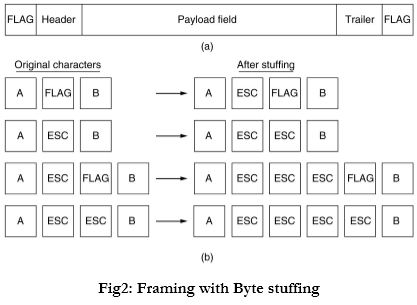 FLAG Header Payload field Trailer FLAG
(a)
Original characters After stuffing
A FLAG B A ESC FLAG B
A ESC B A ESC ESC B
A ESC FLAG B A ESC ESC ESC FLAG B
A ESC ESC B A ESC ESC ESC ESC B
(b)
Fig2: Framing with Byte stuffing